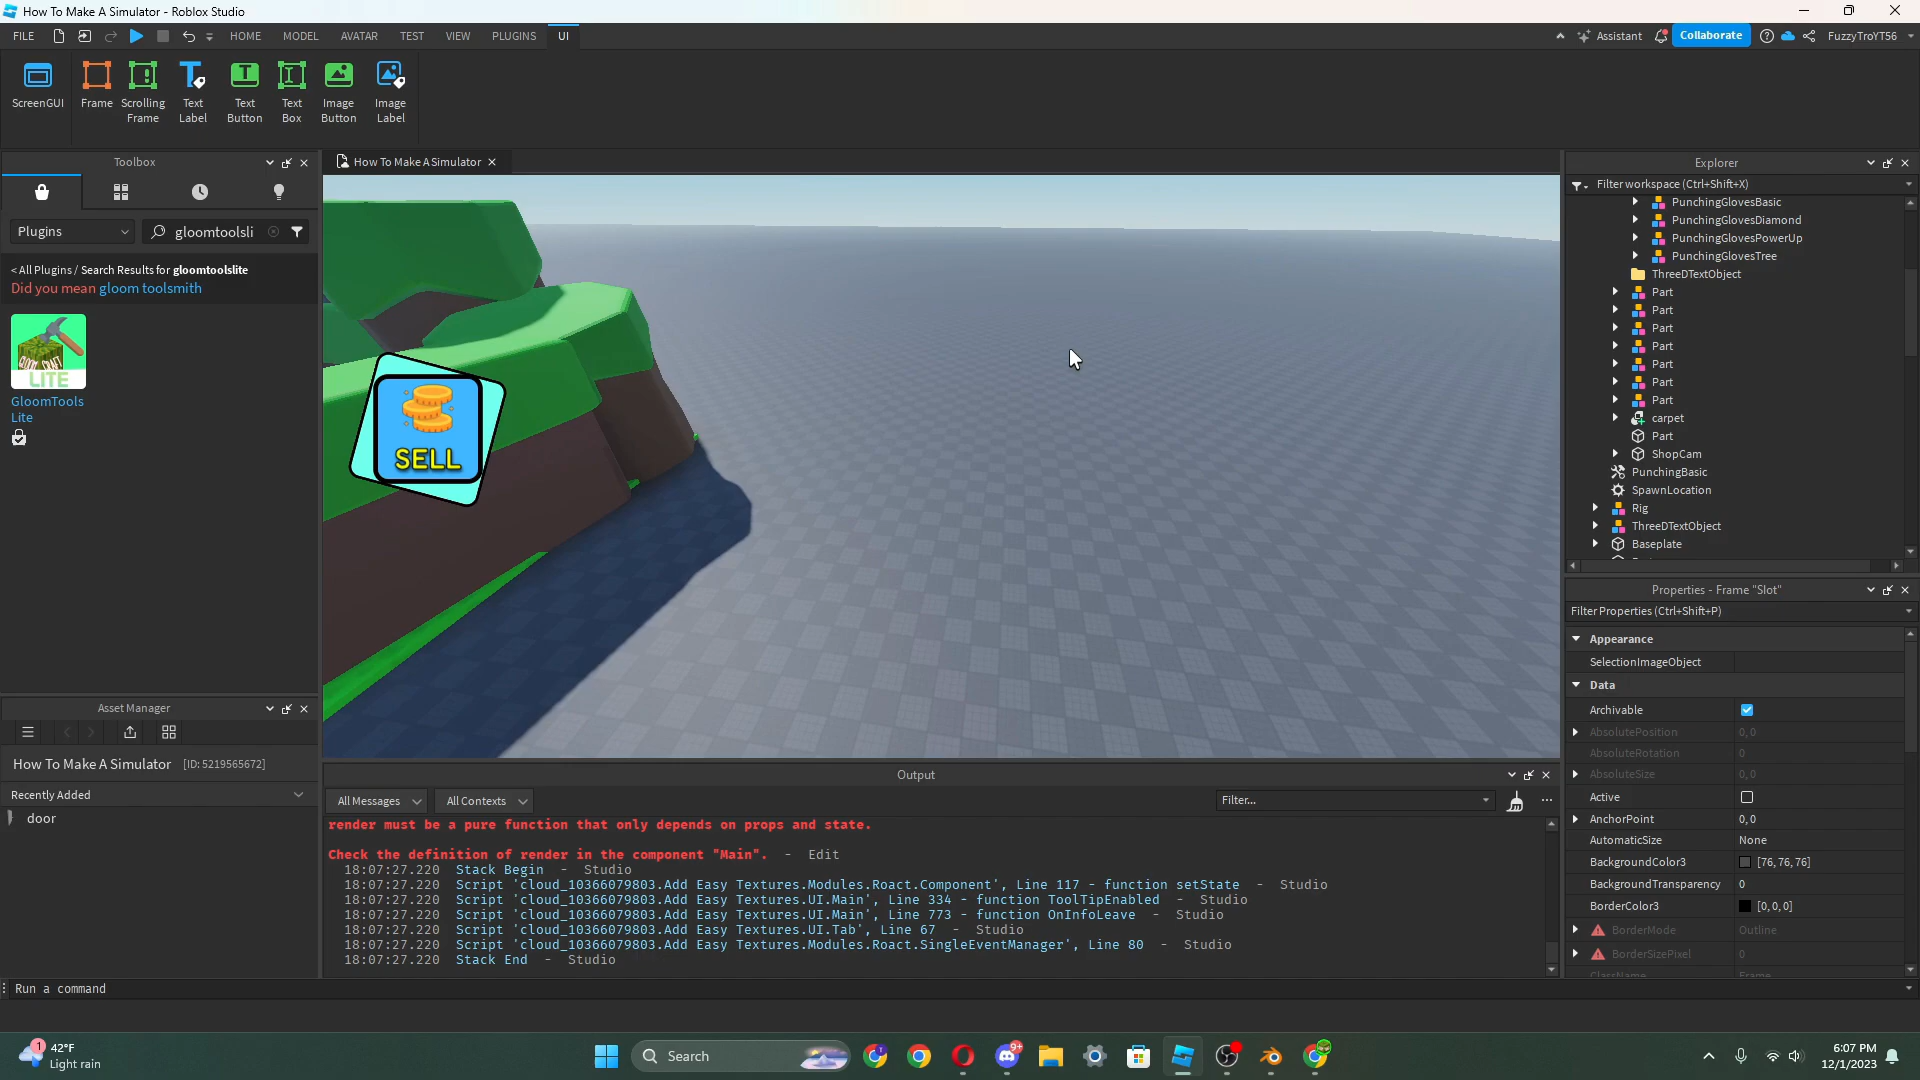 How To Make A Simulator - Roblox Studio
FILE HOME MODEL AVATAR TEST VIEW PLUGINS UI Assistant Collaborate FuzzyTroYT56
ScreenGUI Frame Scrolling Frame Text Label Text Button Text Box Image Button Image Label
Toolbox
Plugins gloomtoolsli
< All Plugins / Search Results for gloomtoolslite
Did you mean gloom toolsmith
LITE
GloomTools
Lite
Asset Manager
How To Make A Simulator [ID: 5219565672]
Recently Added
door
How To Make A Simulator
SELL
Output
All Messages All Contexts Filter...
render must be a pure function that only depends on props and state.
Check the definition of render in the component "Main". - Edit
18:07:27.220 Stack Begin - Studio
18:07:27.220 Script 'cloud_10366079803.Add Easy Textures.Modules.Roact.Component', Line 117 - function setState - Studio
18:07:27.220 Script 'cloud_10366079803.Add Easy Textures.UI.Main', Line 334 - function ToolTipEnabled - Studio
18:07:27.220 Script 'cloud_10366079803.Add Easy Textures.UI.Main', Line 773 - function OnInfoLeave - Studio
18:07:27.220 Script 'cloud_10366079803.Add Easy Textures.UI.Tab', Line 67 - Studio
18:07:27.220 Script 'cloud_10366079803.Add Easy Textures.Modules.Roact.SingleEventManager', Line 80 - Studio
18:07:27.220 Stack End - Studio
Explorer
Filter workspace (Ctrl+Shift+X)
PunchingGlovesBasic
PunchingGlovesDiamond
PunchingGlovesPowerUp
PunchingGlovesTree
ThreeDTextObject
Part
Part
Part
Part
Part
Part
Part
carpet
Part
ShopCam
PunchingBasic
SpawnLocation
Rig
ThreeDTextObject
Baseplate
Properties - Frame "Slot"
Filter Properties (Ctrl+Shift+P)
Appearance
SelectionImageObject
Data
Archivable
AbsolutePosition 0, 0
AbsoluteRotation 0
AbsoluteSize 0, 0
Active
AnchorPoint 0, 0
AutomaticSize None
BackgroundColor3 [76, 76, 76]
BackgroundTransparency 0
BorderColor3 [0, 0, 0]
BorderMode Outline
BorderSizePixel 0
ClassName Frame
Run a command
1 42°F
Light rain
Search
9+
6:07 PM
12/1/2023